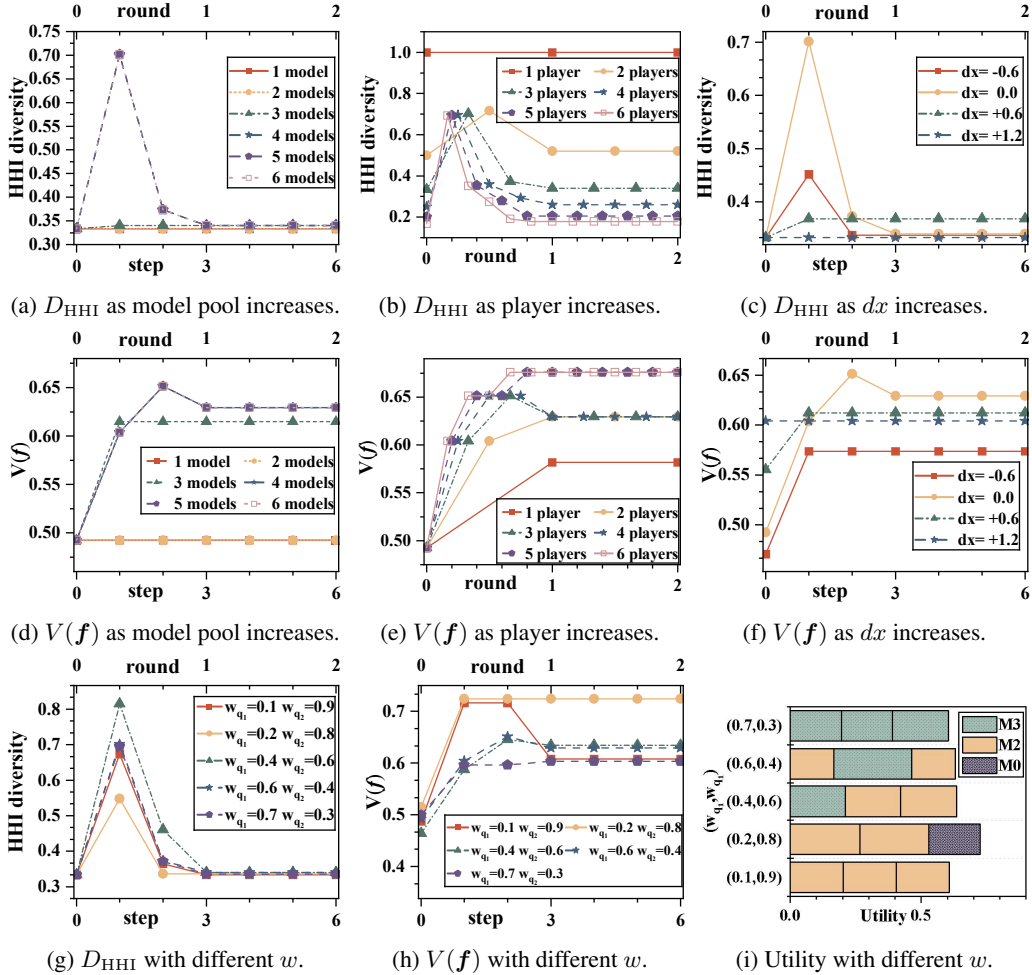 0 round 1 2
0.75
0.70
0.65
0.60
0.55
0.50
0.45
0.40
0.35
0.30
HHI diversity
1 model
2 models
3 models
4 models
5 models
6 models
0 step 3 6
(a) D_HHI as model pool increases.
1.0
0.8
0.6
0.4
0.2
HHI diversity
1 player 2 players
3 players 4 players
5 players 6 players
0 round 1 2
(b) D_HHI as player increases.
0 round 1 2
0.7
0.6
0.5
0.4
HHI diversity
dx= -0.6
dx= 0.0
dx= +0.6
dx= +1.2
0 step 3 6
(c) D_HHI as dx increases.
0 round 1 2
0.65
0.60
0.55
0.50
V(f)
1 model 2 models
3 models 4 models
5 models 6 models
0 step 3 6
(d) V(f) as model pool increases.
0.70
0.65
0.60
0.55
0.50
V(f)
1 player 2 players
3 players 4 players
5 players 6 players
0 round 1 2
(e) V(f) as player increases.
0 round 1 2
0.65
0.60
0.55
0.50
V(f)
dx= -0.6
dx= 0.0
dx= +0.6
dx= +1.2
0 step 3 6
(f) V(f) as dx increases.
0 round 1 2
0.8
0.7
0.6
0.5
0.4
0.3
HHI diversity
w_q1=0.1 w_q2=0.9
w_q1=0.2 w_q2=0.8
w_q1=0.4 w_q2=0.6
w_q1=0.6 w_q2=0.4
w_q1=0.7 w_q2=0.3
0 step 3 6
(g) D_HHI with different w.
0 round 1 2
0.7
0.6
0.5
0.4
V(f)
w_q1=0.1 w_q2=0.9 w_q1=0.2 w_q2=0.8
w_q1=0.4 w_q2=0.6 w_q1=0.6 w_q2=0.4
w_q1=0.7 w_q2=0.3
0 step 3 6
(h) V(f) with different w.
(w_q1,w_q1)
(0.7,0.3)
(0.6,0.4)
(0.4,0.6)
(0.2,0.8)
(0.1,0.9)
M3
M2
M0
0.0 Utility 0.5
(i) Utility with different w.